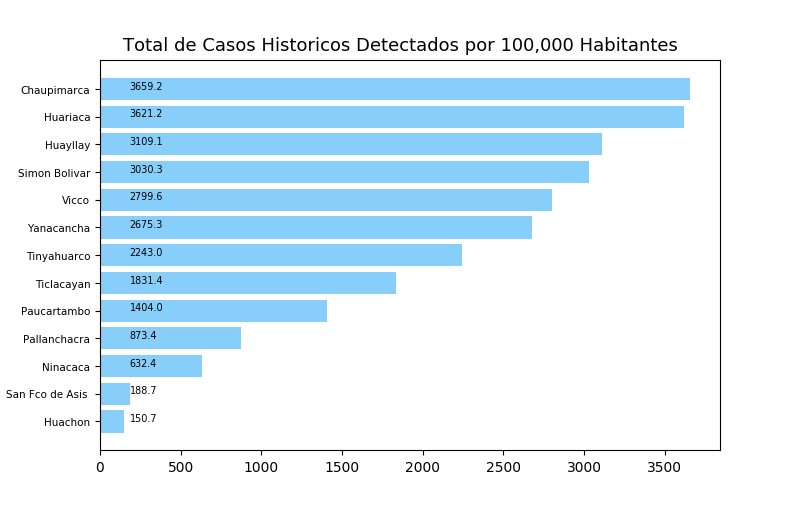 Total de Casos Historicos Detectados por 100,000 Habitantes
Chaupimarca 3659.2
Huariaca 3621.2
Huayllay 3109.1
Simon Bolivar 3030.3
Vicco 2799.6
Yanacancha 2675.3
Tinyahuarco 2243.0
Ticlacayan 1831.4
Paucartambo 1404.0
Pallanchacra 873.4
Ninacaca 632.4
San Fco de Asis 188.7
Huachon 150.7
0 500 1000 1500 2000 2500 3000 3500